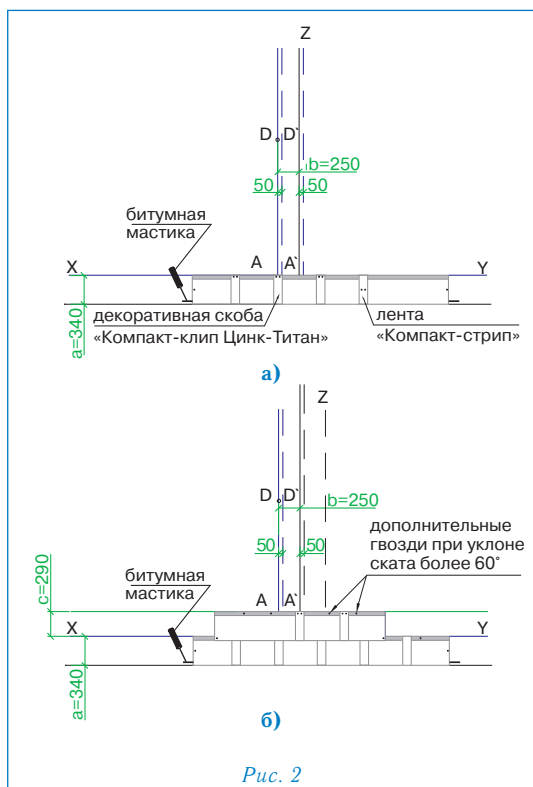 Z
D D`
b=250
50 50
битумная
мастика
X A A` Y
a=340
декоративная скоба
«Компакт-клип Цинк-Титан»
лента
«Компакт-стрип»
а)
Z
D D`
b=250
50 50
дополнительные
гвозди при уклоне
ската более 60˚
c=290
битумная
мастика
A A`
X Y
a=340
б)
Рис. 2